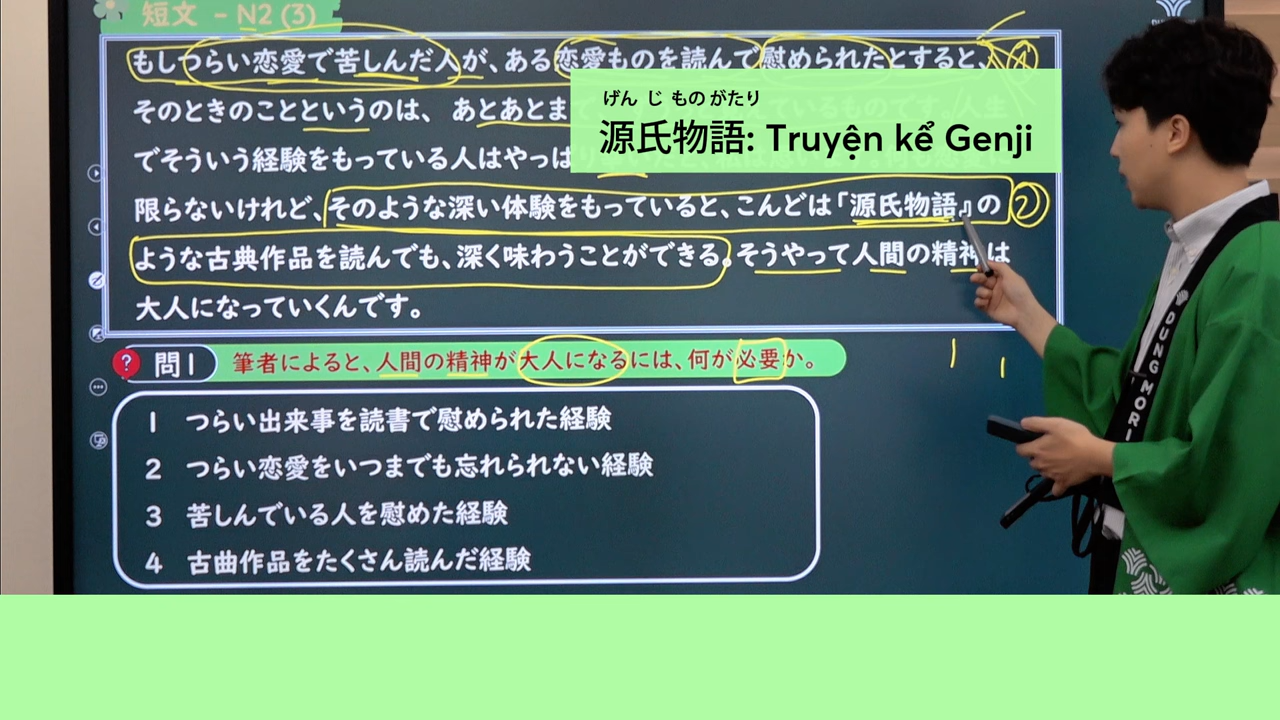 短文 - N2 (3)
もしつらい恋愛で苦しんだ人が、ある恋愛ものを読んで慰められたとすると、
そのときのことというのは、あとあとま ているものです。人生
でそういう経験をもっている人はやっぱ
限らないけれど、そのような深い体験をもっていると、こんどは「源氏物語』の
ような古典作品を読んでも、深く味わうことができる。そうやって人間の精神は
大人になっていくんです。
げん じ もの がたり
源氏物語: Truyện kể Genji
② 
? 問1 筆者によると、人間の精神が大人になるには、何が必要か。
1 つらい出来事を読書で慰められた経験
2 つらい恋愛をいつまでも忘れられない経験
3 苦しんでいる人を慰めた経験
4 古曲作品をたくさん読んだ経験
DUNG MORI